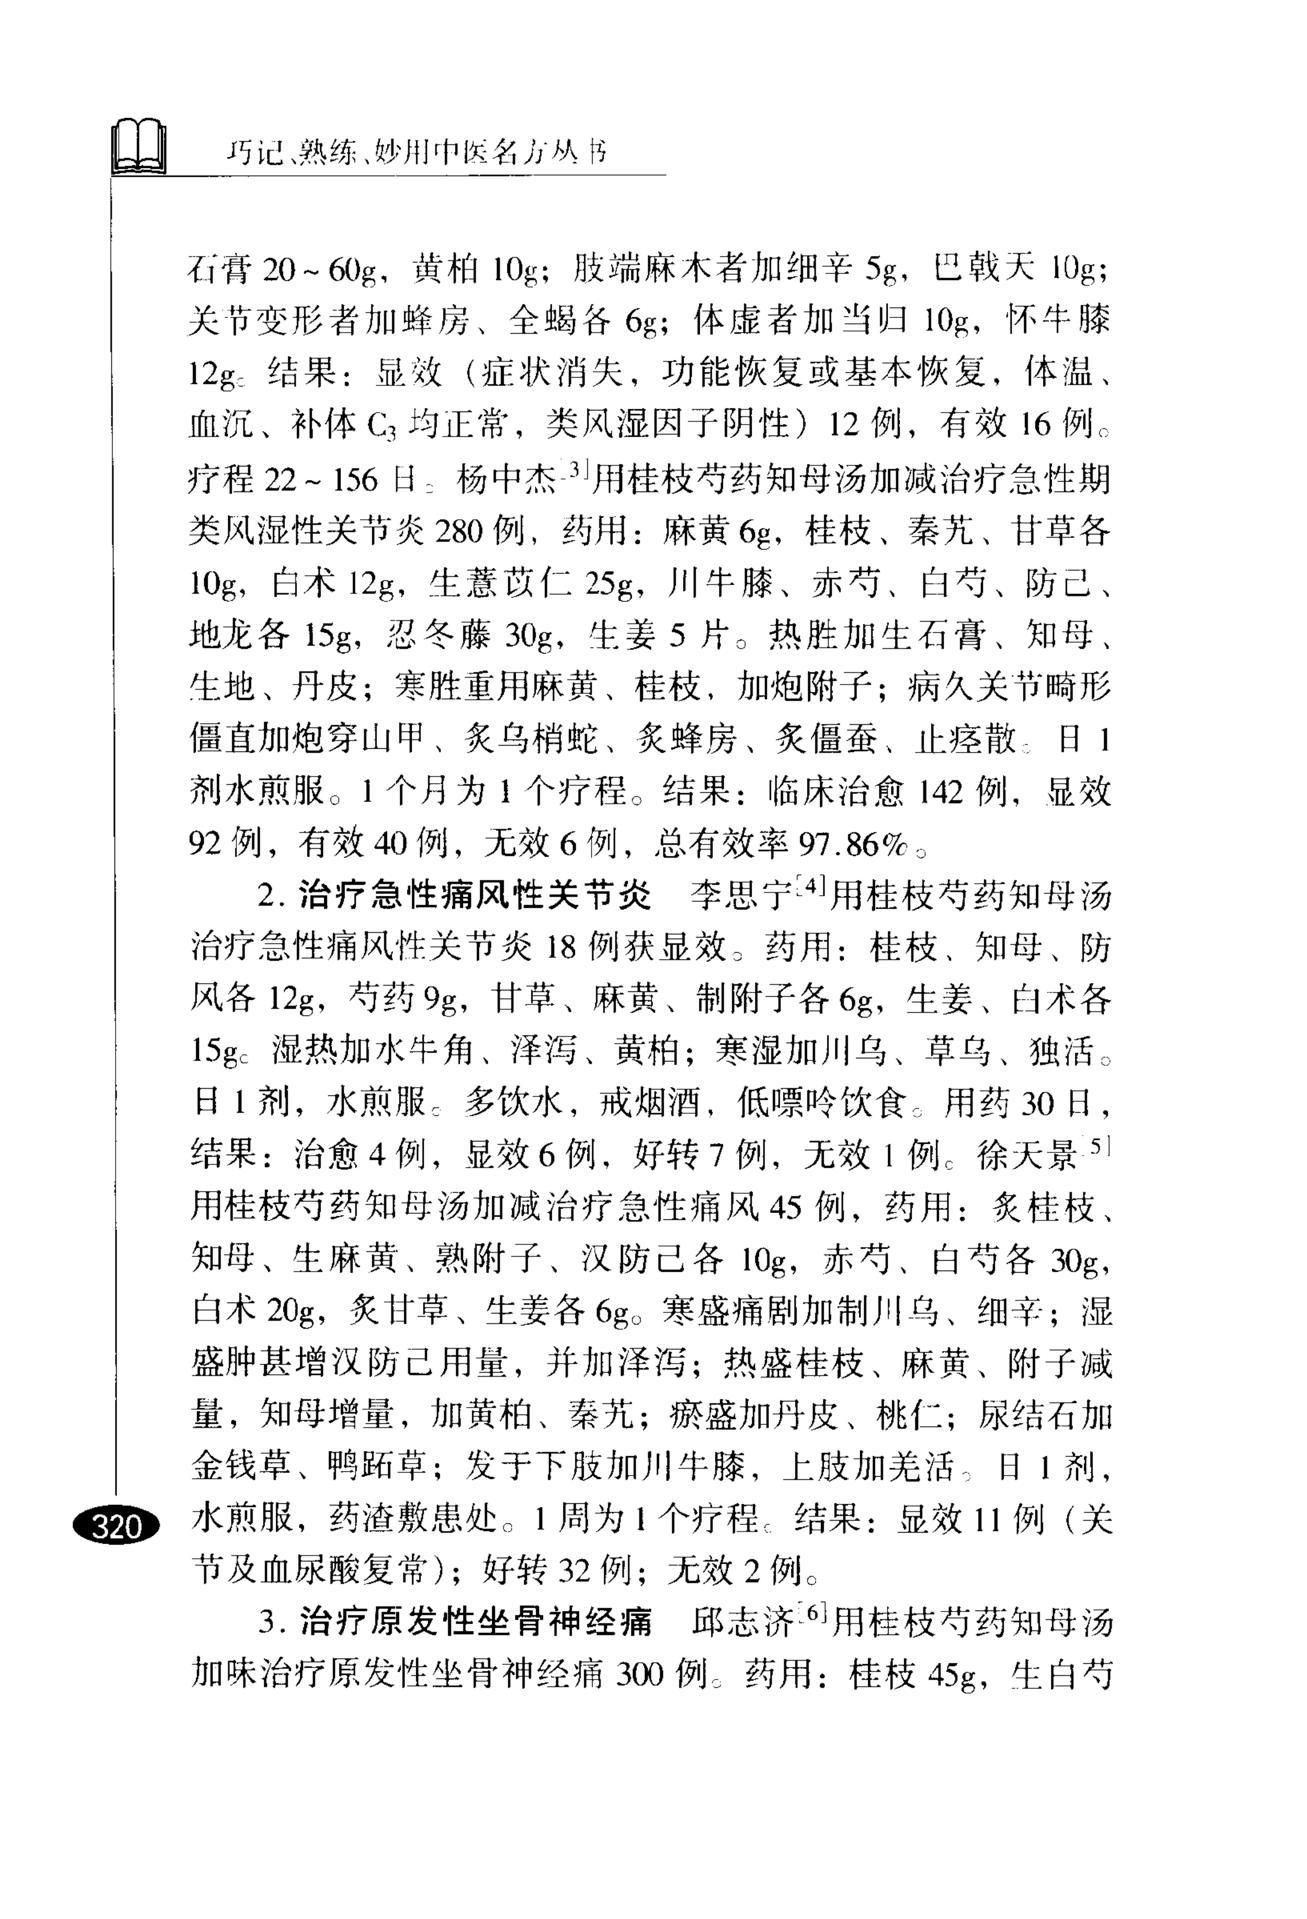 巧记、熟练、妙用中医名方丛书
石膏 20～60g，黄柏 10g；肢端麻木者加细辛 5g，巴戟天 10g；
关节变形者加蜂房、全蝎各 6g；体虚者加当归 10g，怀牛膝
12g。结果：显效（症状消失，功能恢复或基本恢复，体温、
血沉、补体 C₃ 均正常，类风湿因子阴性）12 例，有效 16 例。
疗程 22～156 日。杨中杰[3]用桂枝芍药知母汤加减治疗急性期
类风湿性关节炎 280 例，药用：麻黄 6g，桂枝、秦艽、甘草各
10g，白术 12g，生薏苡仁 25g，川牛膝、赤芍、白芍、防己、
地龙各 15g，忍冬藤 30g，生姜 5 片。热胜加生石膏、知母、
生地、丹皮；寒胜重用麻黄、桂枝，加炮附子；病久关节畸形
僵直加炮穿山甲、炙乌梢蛇、炙蜂房、炙僵蚕、止痉散。日 1
剂水煎服。1 个月为 1 个疗程。结果：临床治愈 142 例，显效
92 例，有效 40 例，无效 6 例，总有效率 97.86%。
2. 治疗急性痛风性关节炎 李思宁[4]用桂枝芍药知母汤
治疗急性痛风性关节炎 18 例获显效。药用：桂枝、知母、防
风各 12g，芍药 9g，甘草、麻黄、制附子各 6g，生姜、白术各
15g。湿热加水牛角、泽泻、黄柏；寒湿加川乌、草乌、独活。
日 1 剂，水煎服。多饮水，戒烟酒，低嘌呤饮食。用药 30 日，
结果：治愈 4 例，显效 6 例，好转 7 例，无效 1 例。徐天景[5]
用桂枝芍药知母汤加减治疗急性痛风 45 例，药用：炙桂枝、
知母、生麻黄、熟附子、汉防己各 10g，赤芍、白芍各 30g，
白术 20g，炙甘草、生姜各 6g。寒盛痛剧加制川乌、细辛；湿
盛肿甚增汉防己用量，并加泽泻；热盛桂枝、麻黄、附子减
量，知母增量，加黄柏、秦艽；瘀盛加丹皮、桃仁；尿结石加
金钱草、鸭跖草；发于下肢加川牛膝，上肢加羌活。日 1 剂，
水煎服，药渣敷患处。1 周为 1 个疗程。结果：显效 11 例（关
节及血尿酸复常）；好转 32 例；无效 2 例。
3. 治疗原发性坐骨神经痛 邱志济[6]用桂枝芍药知母汤
加味治疗原发性坐骨神经痛 300 例。药用：桂枝 45g，生白芍
320